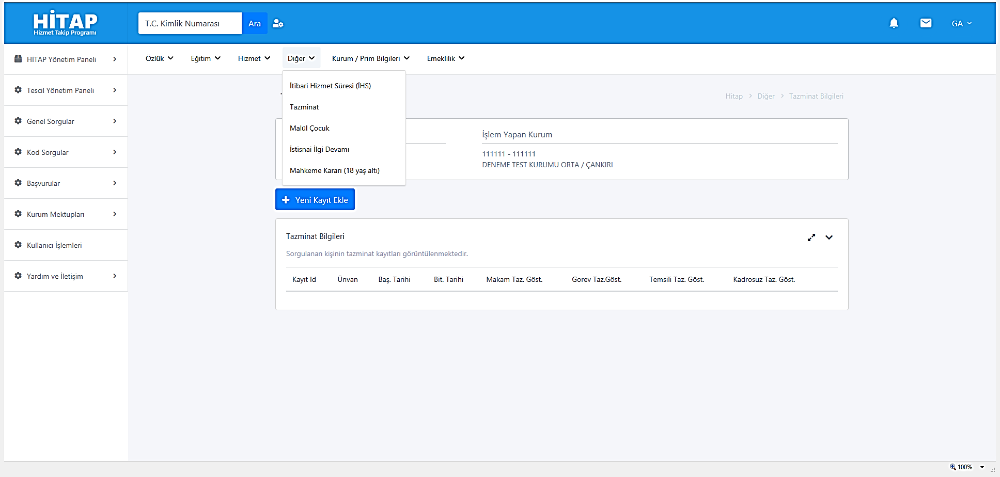 HİTAP
Hizmet Takip Programı
T.C. Kimlik Numarası
Ara
GA
HİTAP Yönetim Paneli
Tescil Yönetim Paneli
Genel Sorgular
Kod Sorgular
Başvurular
Kurum Mektupları
Kullanıcı İşlemleri
Yardım ve İletişim
Özlük
Eğitim
Hizmet
Diğer
Kurum / Prim Bilgileri
Emeklilik
İtibari Hizmet Süresi (İHS)
Tazminat
Malül Çocuk
İstisnai İlgi Devamı
Mahkeme Kararı (18 yaş altı)
Hitap > Diğer > Tazminat Bilgileri
İşlem Yapan Kurum
111111 - 111111
DENEME TEST KURUMU ORTA / ÇANKIRI
Yeni Kayıt Ekle
Tazminat Bilgileri
Sorgulanan kişinin tazminat kayıtları görüntülenmektedir.
Kayıt Id Ünvan Baş. Tarihi Bit. Tarihi Makam Taz. Göst. Gorev Taz.Göst. Temsili Taz. Göst. Kadrosuz Taz. Göst.
100%